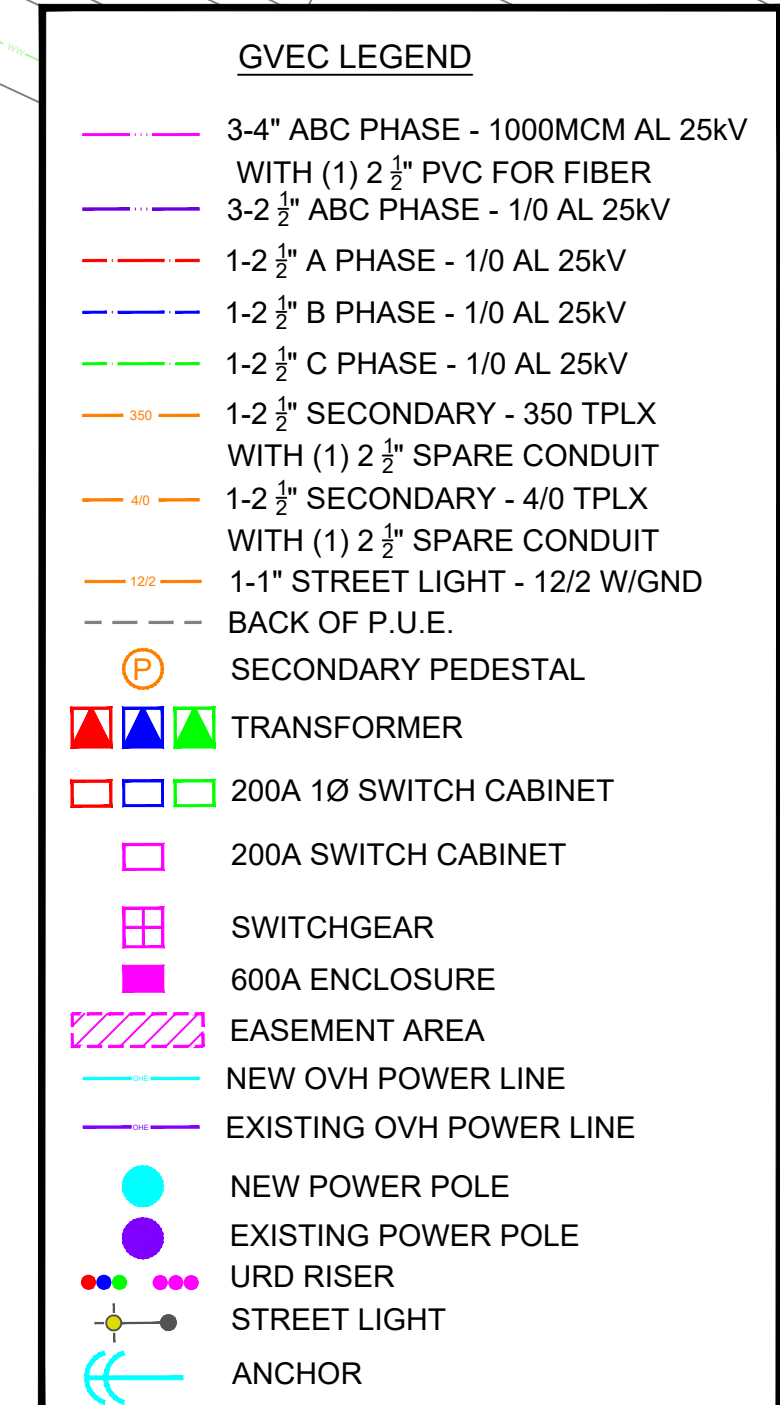 WW
GVEC LEGEND
3-4" ABC PHASE - 1000MCM AL 25kV
WITH (1) 2 ½" PVC FOR FIBER
3-2 ½" ABC PHASE - 1/0 AL 25kV
1-2 ½" A PHASE - 1/0 AL 25kV
1-2 ½" B PHASE - 1/0 AL 25kV
1-2 ½" C PHASE - 1/0 AL 25kV
350 1-2 ½" SECONDARY - 350 TPLX
WITH (1) 2 ½" SPARE CONDUIT
4/0 1-2 ½" SECONDARY - 4/0 TPLX
WITH (1) 2 ½" SPARE CONDUIT
12/2 1-1" STREET LIGHT - 12/2 W/GND
BACK OF P.U.E.
P SECONDARY PEDESTAL
TRANSFORMER
200A 1Ø SWITCH CABINET
200A SWITCH CABINET
SWITCHGEAR
600A ENCLOSURE
EASEMENT AREA
OHE NEW OVH POWER LINE
OHE EXISTING OVH POWER LINE
NEW POWER POLE
EXISTING POWER POLE
URD RISER
STREET LIGHT
ANCHOR